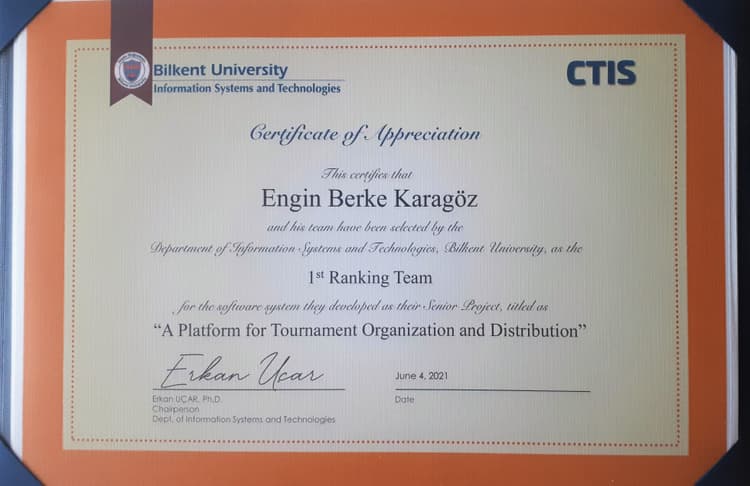 Bilkent University
Information Systems and Technologies
CTIS
Certificate of Appreciation
This certifies that
Engin Berke Karagöz
and his team have been selected by the
Department of Information Systems and Technologies, Bilkent University, as the
1st Ranking Team
for the software system they developed as their Senior Project, titled as
“A Platform for Tournament Organization and Distribution”
Erkan Uçar
Erkan UÇAR, Ph.D.
Chairperson
Dept. of Information Systems and Technologies
June 4, 2021
Date